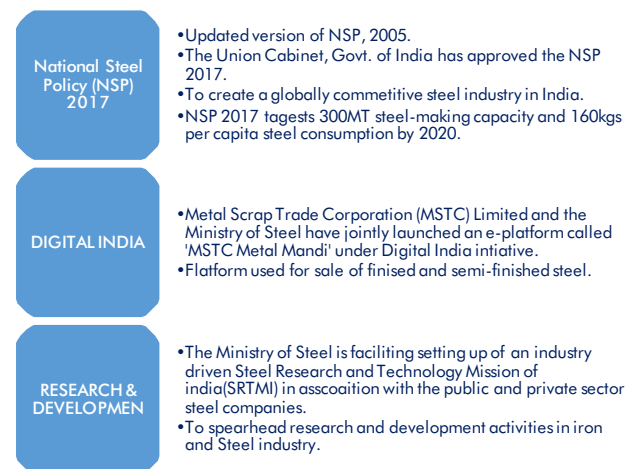 National Steel
Policy (NSP)
2017
•Updated version of NSP, 2005.
•The Union Cabinet, Govt. of India has approved the NSP
2017.
•To create a globally commetitive steel industry in India.
•NSP 2017 tagests 300MT steel-making capacity and 160kgs
per capita steel consumption by 2020.
DIGITAL INDIA
•Metal Scrap Trade Corporation (MSTC) Limited and the
Ministry of Steel have jointly launched an e-platform called
'MSTC Metal Mandi' under Digital India intiative.
•Flatform used for sale of finised and semi-finished steel.
RESEARCH &
DEVELOPMEN
•The Ministry of Steel is faciliting setting up of an industry
driven Steel Research and Technology Mission of
india(SRTMI) in asscoaition with the public and private sector
steel companies.
•To spearhead research and development activities in iron
and Steel industry.